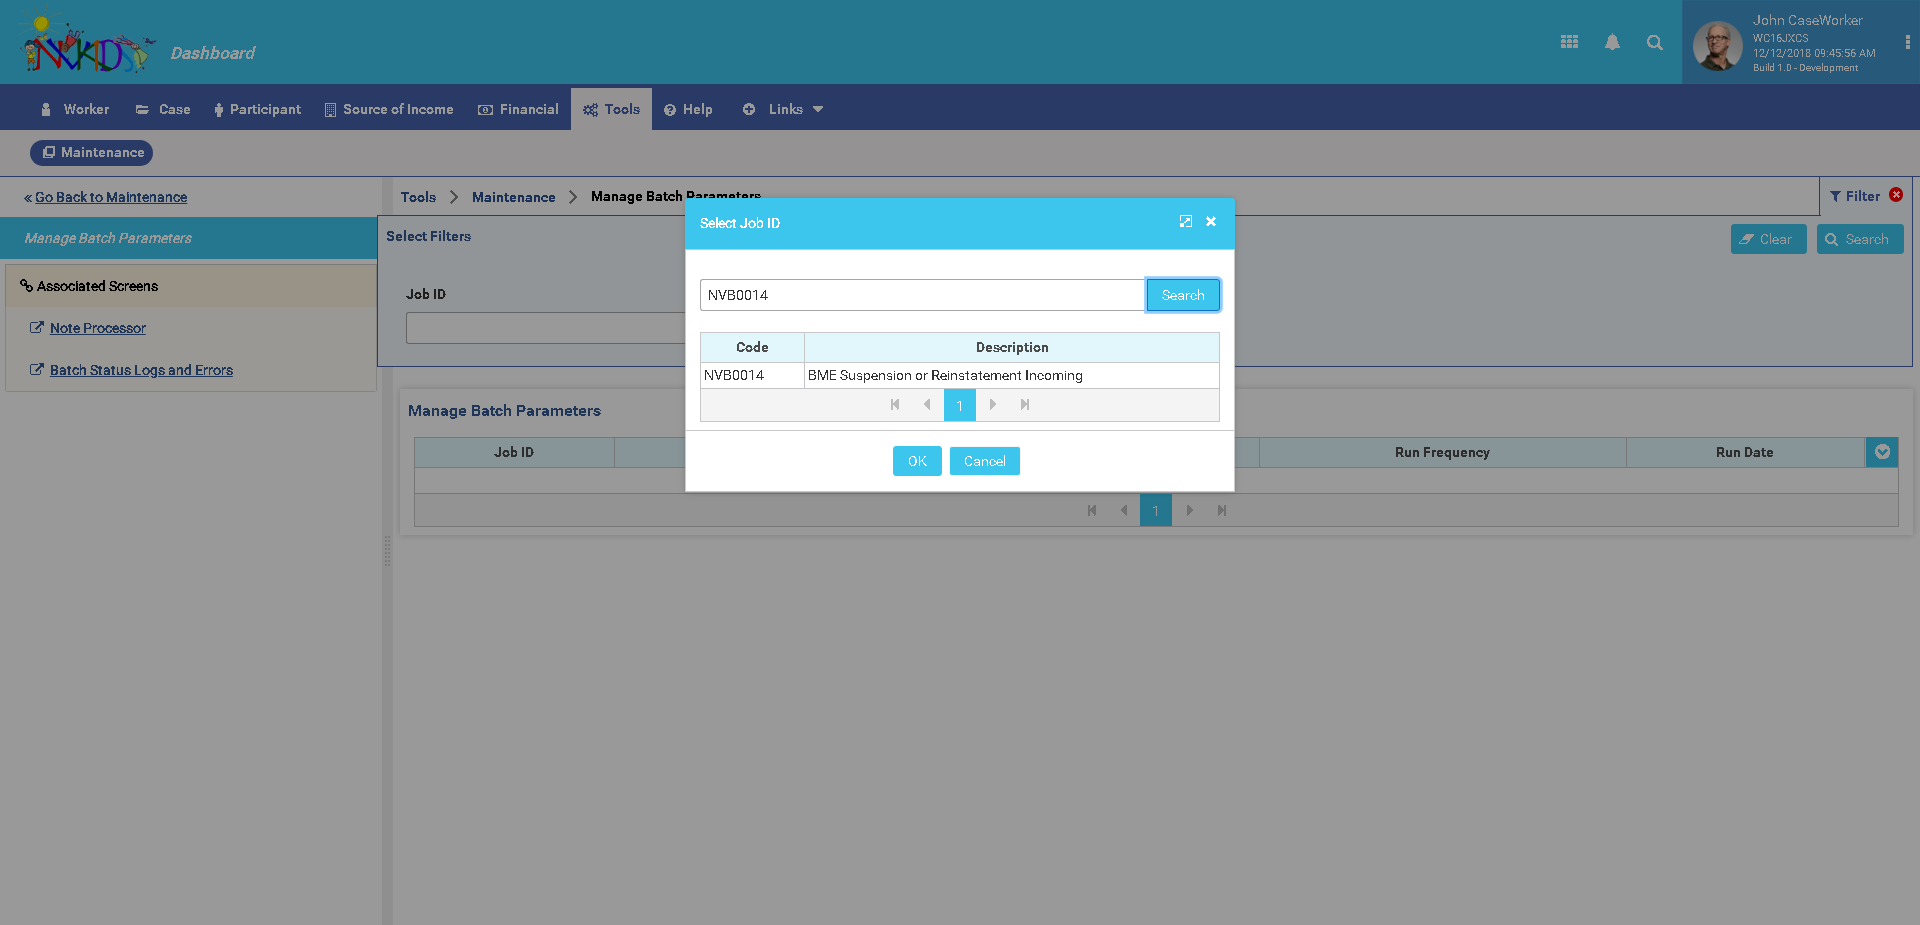 NVKIDS
Dashboard
John CaseWorker
WC16JXCS
12/12/2018 09:45:56 AM
Build 1.0 - Development
Worker
Case
Participant
Source of Income
Financial
Tools
Help
Links
Maintenance
« Go Back to Maintenance
Manage Batch Parameters
Associated Screens
Note Processor
Batch Status Logs and Errors
Tools
Maintenance
Manage Batch Parameters
Filter
Select Filters
Clear
Search
Job ID
Select Job ID
NVB0014
Search
Code
Description
NVB0014
BME Suspension or Reinstatement Incoming
1
OK
Cancel
Manage Batch Parameters
Job ID
Run Frequency
Run Date
1